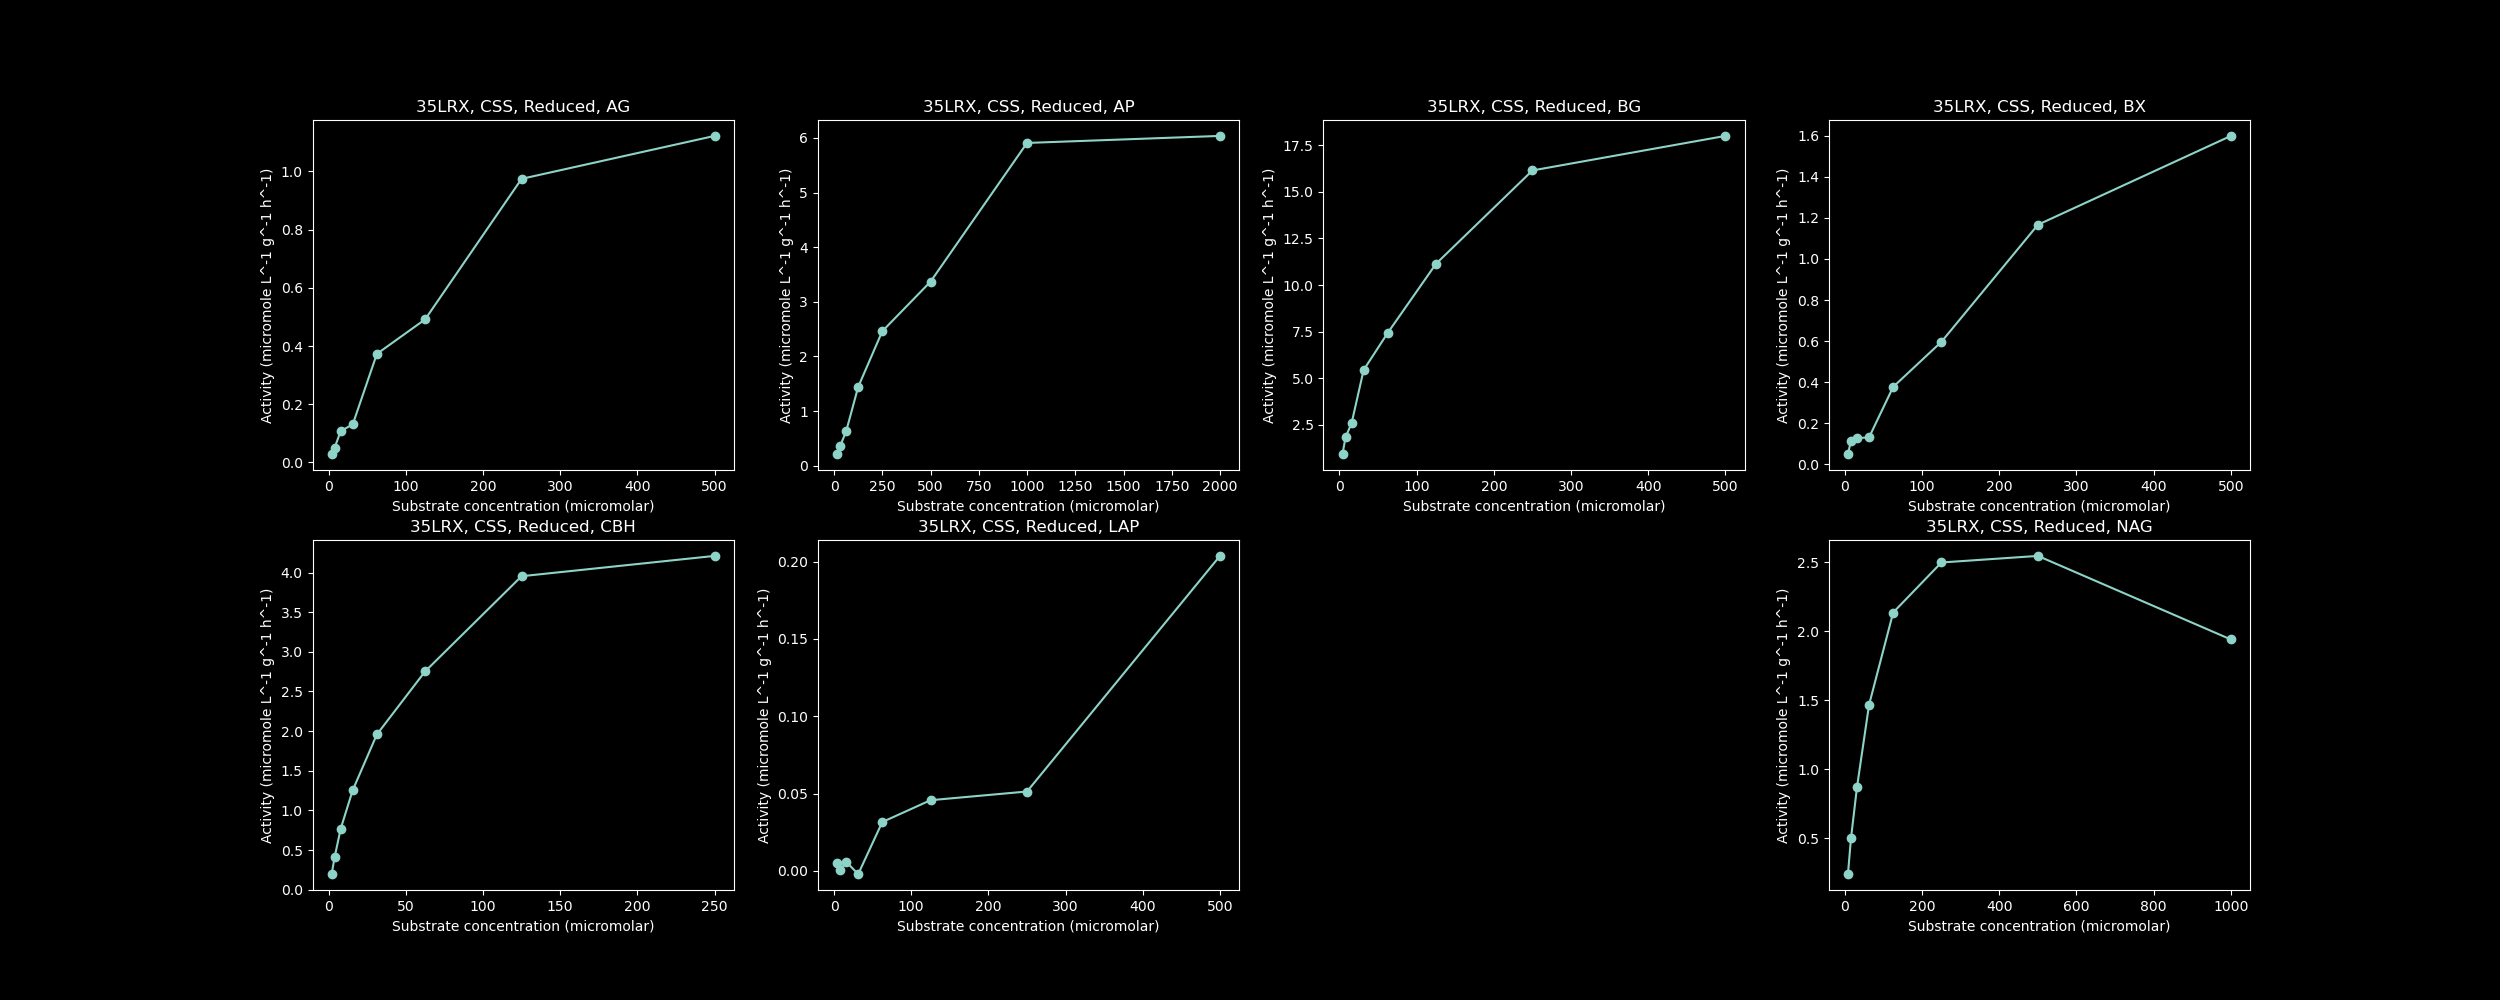 35LRX, CSS, Reduced, AG
Activity (micromole L^-1 g^-1 h^-1)
1.0
0.8
0.6
0.4
0.2
0.0
0 100 200 300 400 500
Substrate concentration (micromolar)
35LRX, CSS, Reduced, AP
Activity (micromole L^-1 g^-1 h^-1)
6
5
4
3
2
1
0
0 250 500 750 1000 1250 1500 1750 2000
Substrate concentration (micromolar)
35LRX, CSS, Reduced, BG
Activity (micromole L^-1 g^-1 h^-1)
17.5
15.0
12.5
10.0
7.5
5.0
2.5
0 100 200 300 400 500
Substrate concentration (micromolar)
35LRX, CSS, Reduced, BX
Activity (micromole L^-1 g^-1 h^-1)
1.6
1.4
1.2
1.0
0.8
0.6
0.4
0.2
0.0
0 100 200 300 400 500
Substrate concentration (micromolar)
35LRX, CSS, Reduced, CBH
Activity (micromole L^-1 g^-1 h^-1)
4.0
3.5
3.0
2.5
2.0
1.5
1.0
0.5
0.0
0 50 100 150 200 250
Substrate concentration (micromolar)
35LRX, CSS, Reduced, LAP
Activity (micromole L^-1 g^-1 h^-1)
0.20
0.15
0.10
0.05
0.00
0 100 200 300 400 500
Substrate concentration (micromolar)
35LRX, CSS, Reduced, NAG
Activity (micromole L^-1 g^-1 h^-1)
2.5
2.0
1.5
1.0
0.5
0 200 400 600 800 1000
Substrate concentration (micromolar)